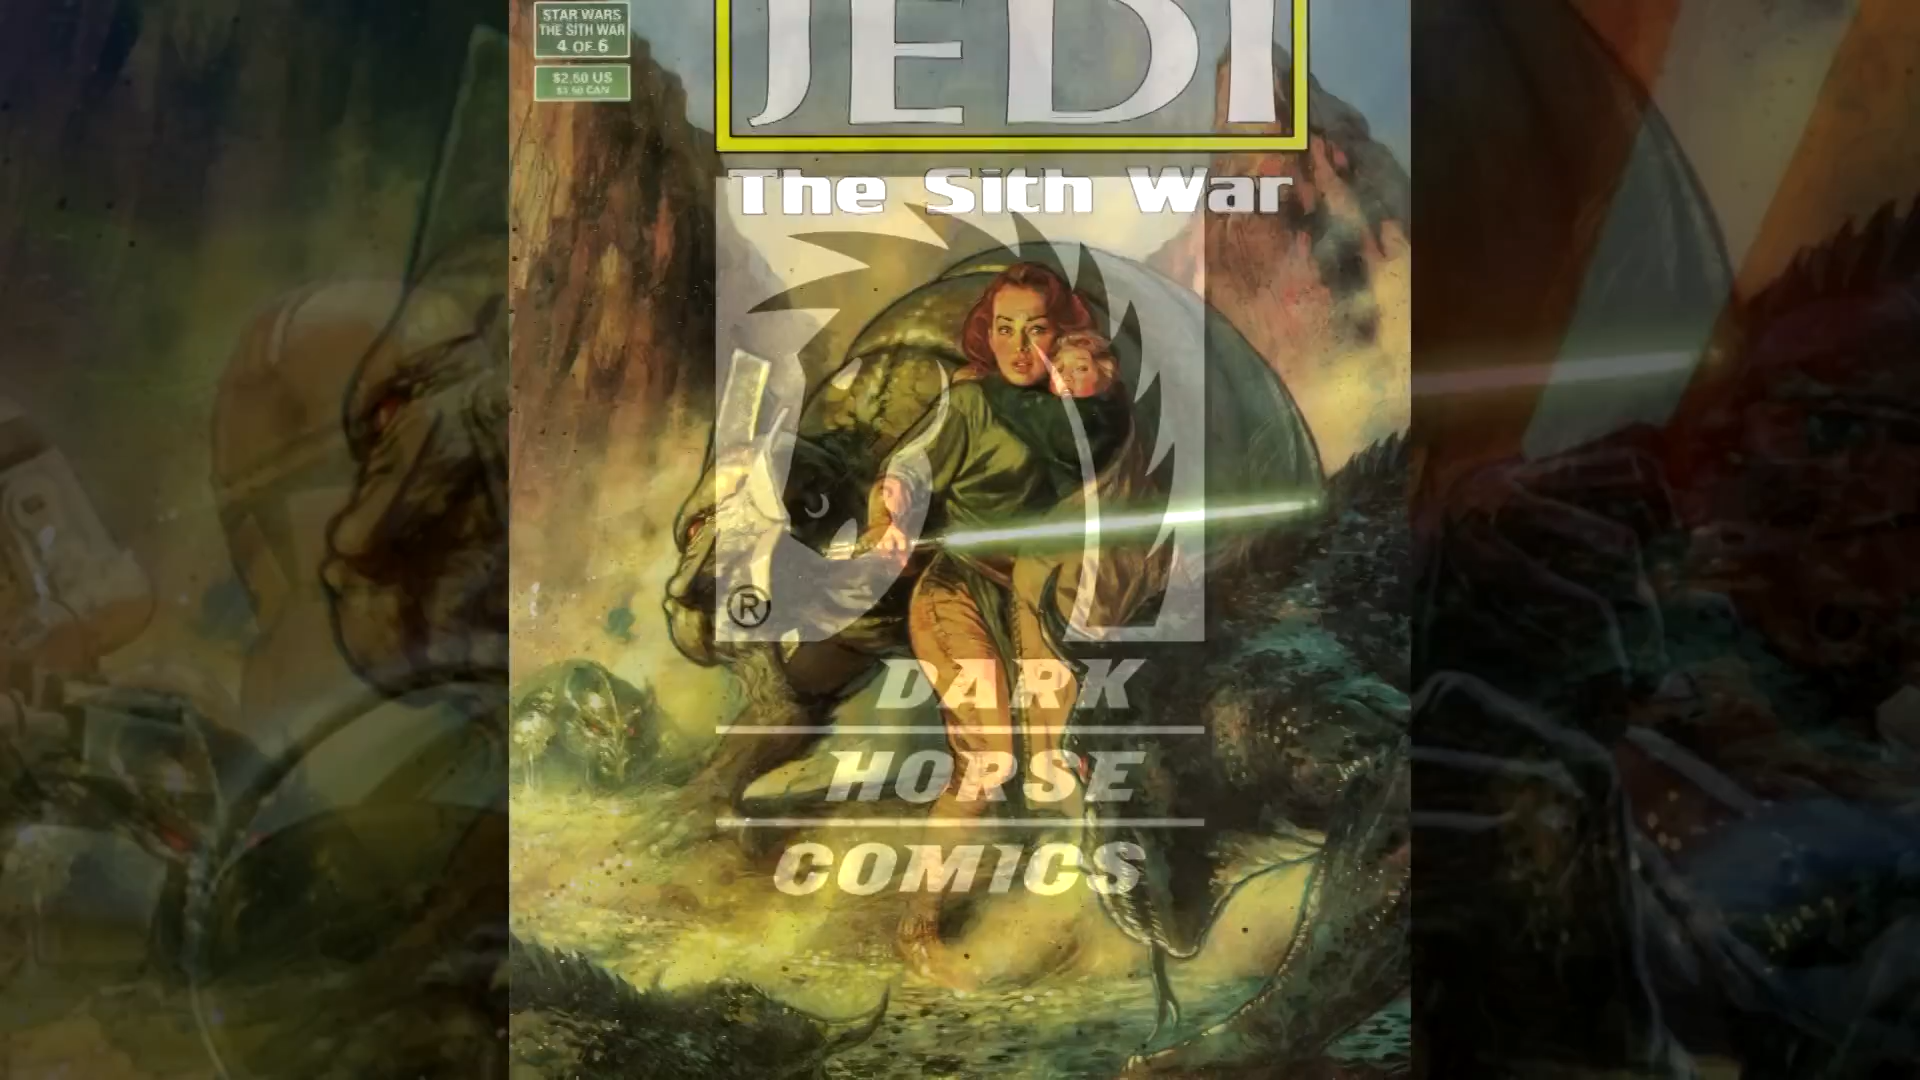 STAR WARS
THE SITH WAR
4 OF 6
$2.50 US
$3.50 CAN
JEDI
The Sith War
®
DARK
HORSE
COMICS